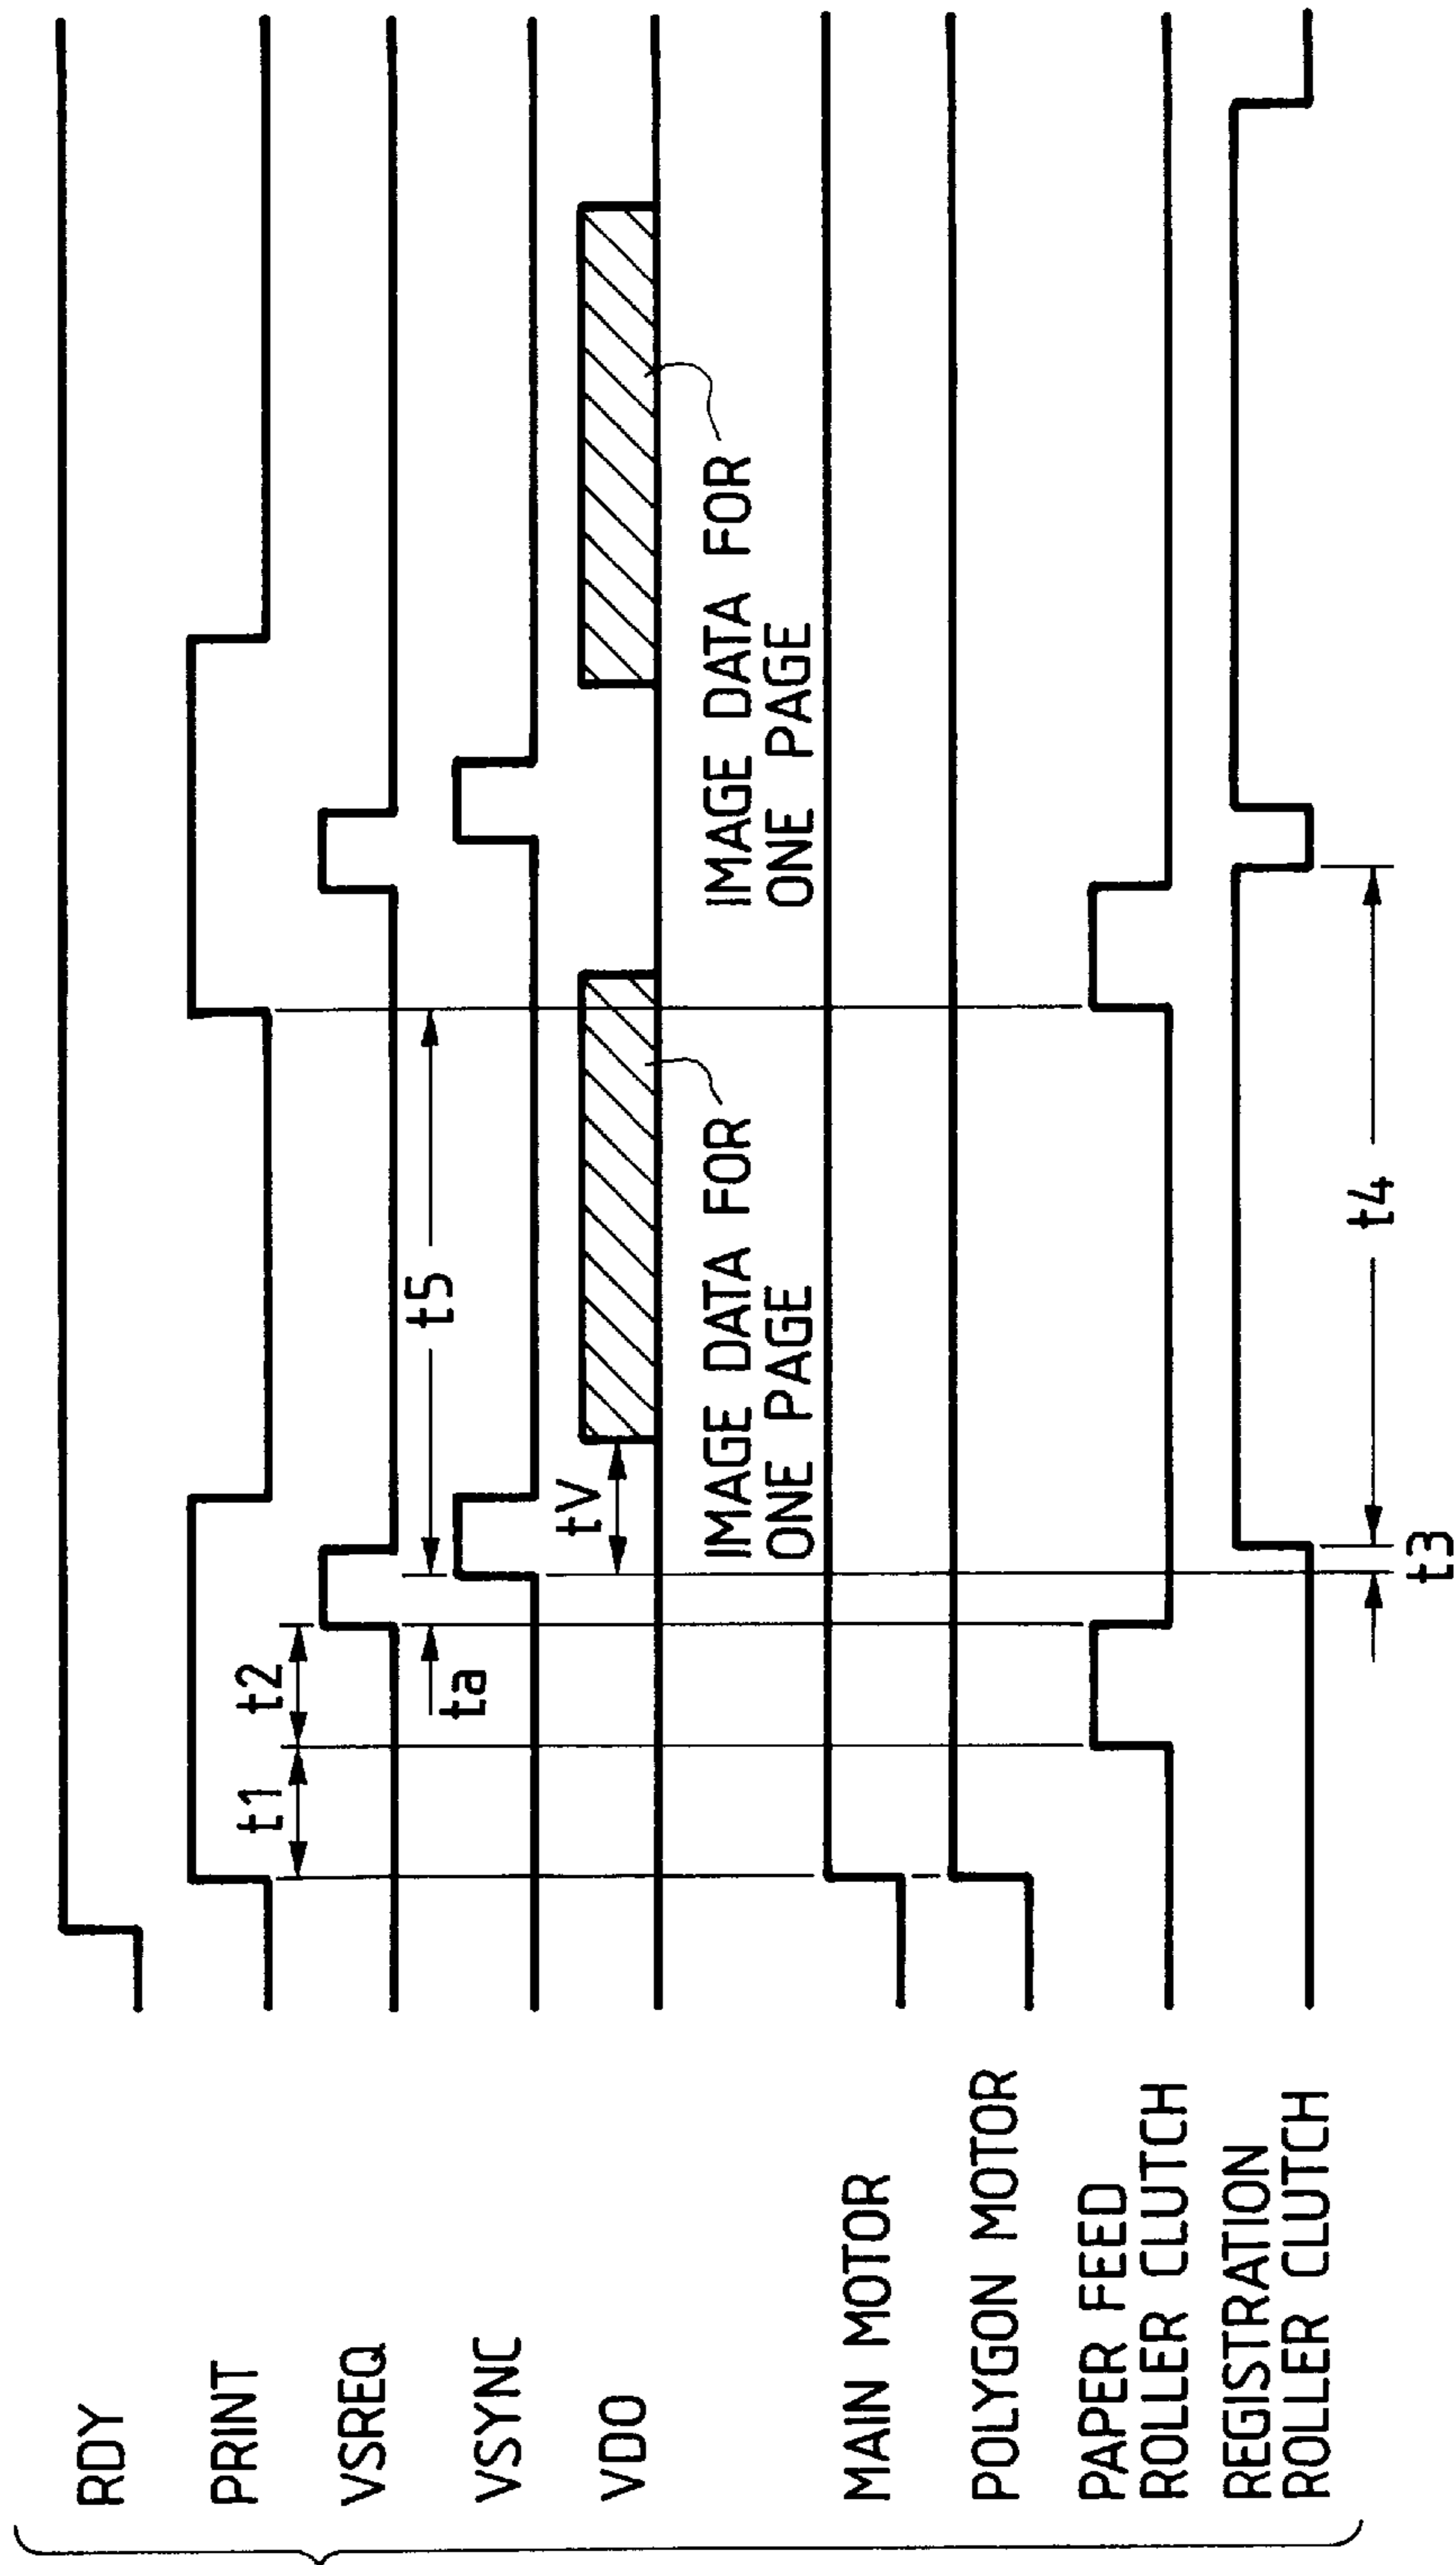 RDY
PRINT
t1
t2
VSREQ
ta
t5
VSYNC
tV
VDO
IMAGE DATA FOR
ONE PAGE
IMAGE DATA FOR
ONE PAGE
MAIN MOTOR
POLYGON MOTOR
PAPER FEED
ROLLER CLUTCH
REGISTRATION
ROLLER CLUTCH
t3
t4